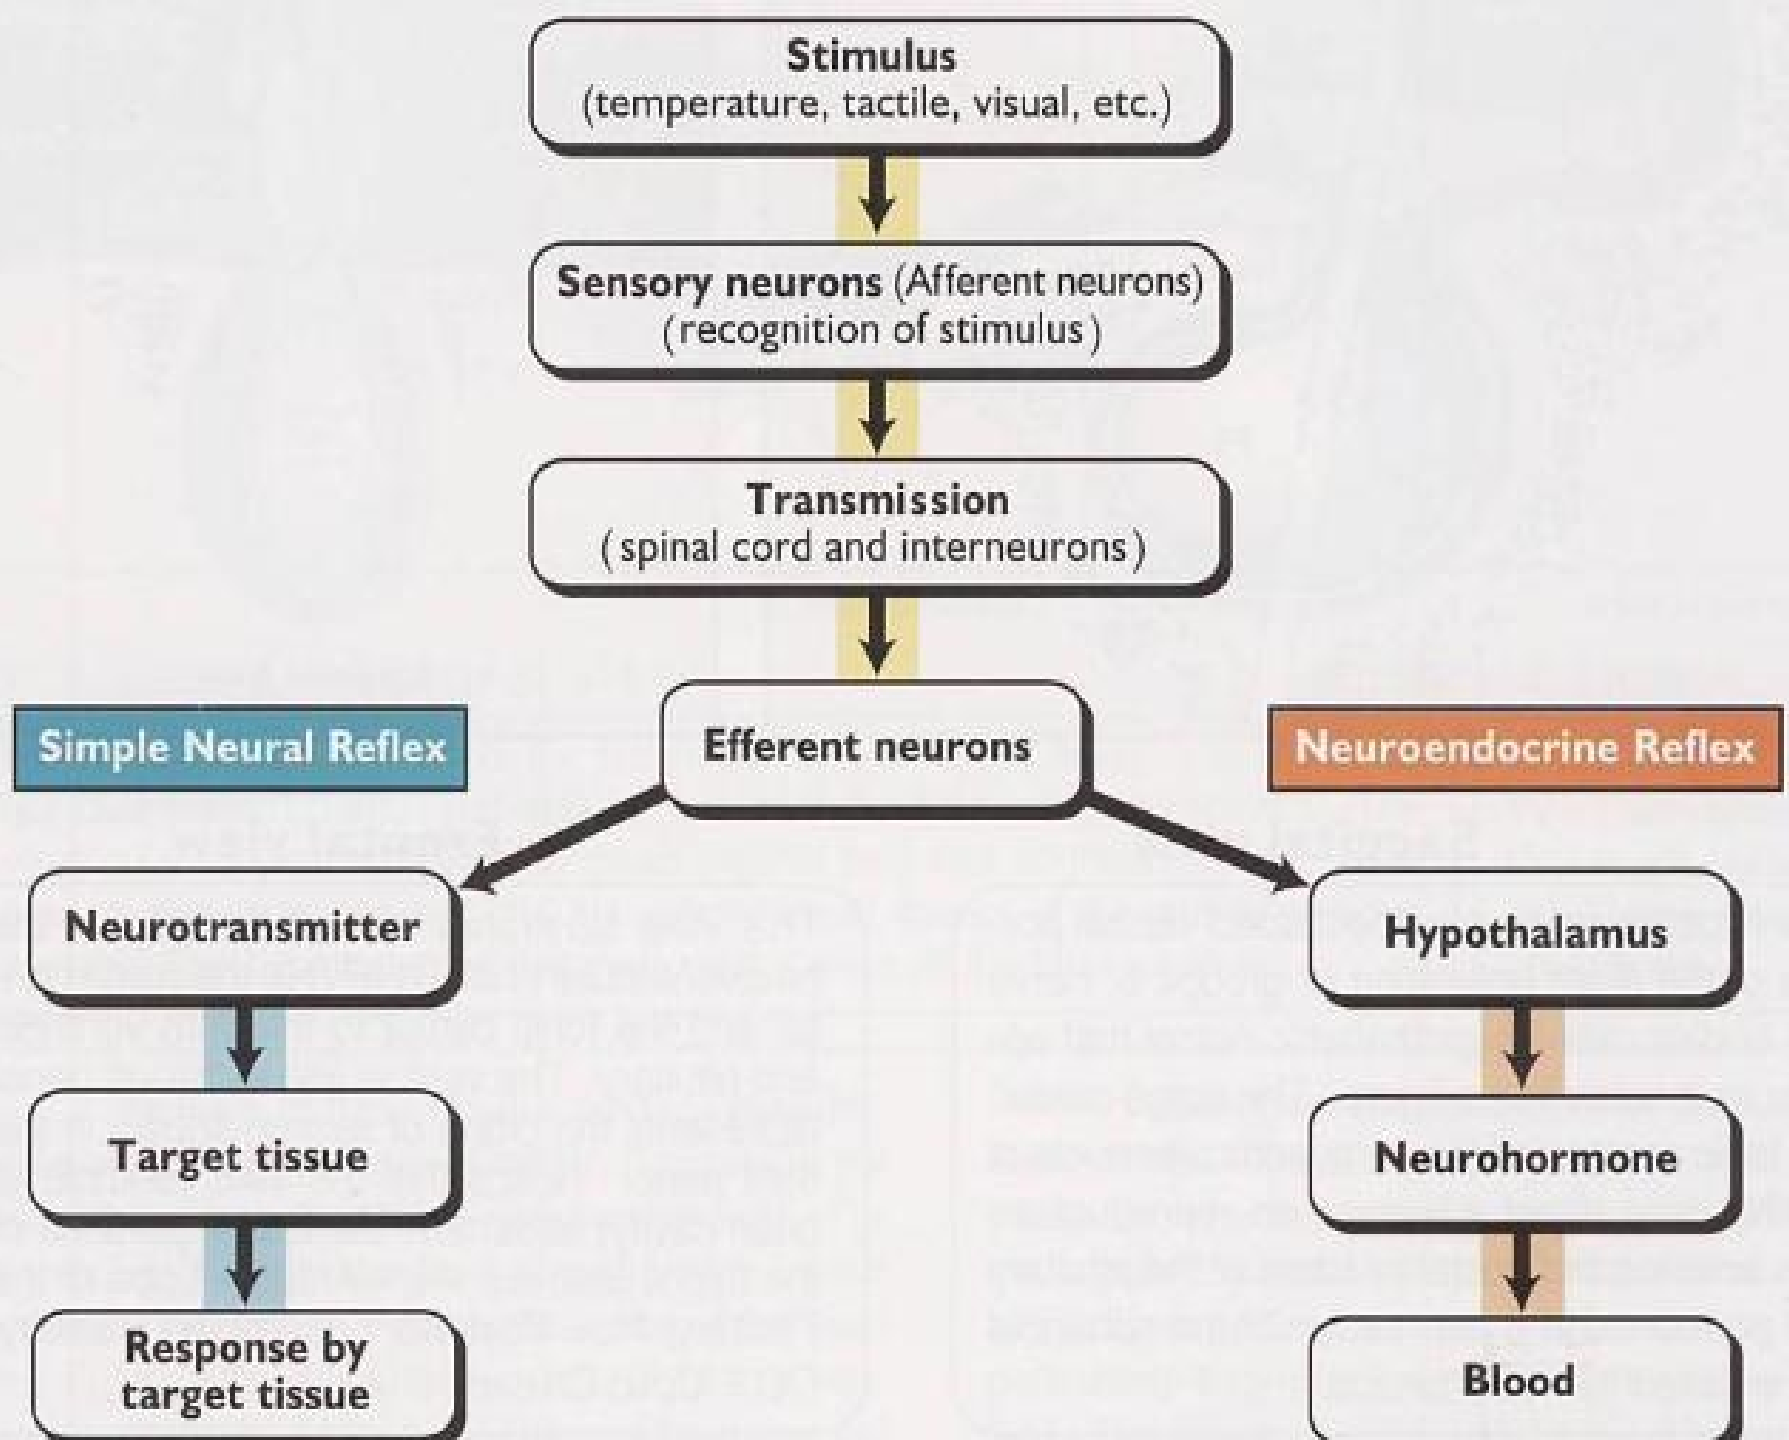 Stimulus
(temperature, tactile, visual, etc.)
Sensory neurons (Afferent neurons)
(recognition of stimulus)
Transmission
(spinal cord and interneurons)
Simple Neural Reflex
Efferent neurons
Neuroendocrine Reflex
Neurotransmitter
Hypothalamus
Target tissue
Neurohormone
Response by
target tissue
Blood